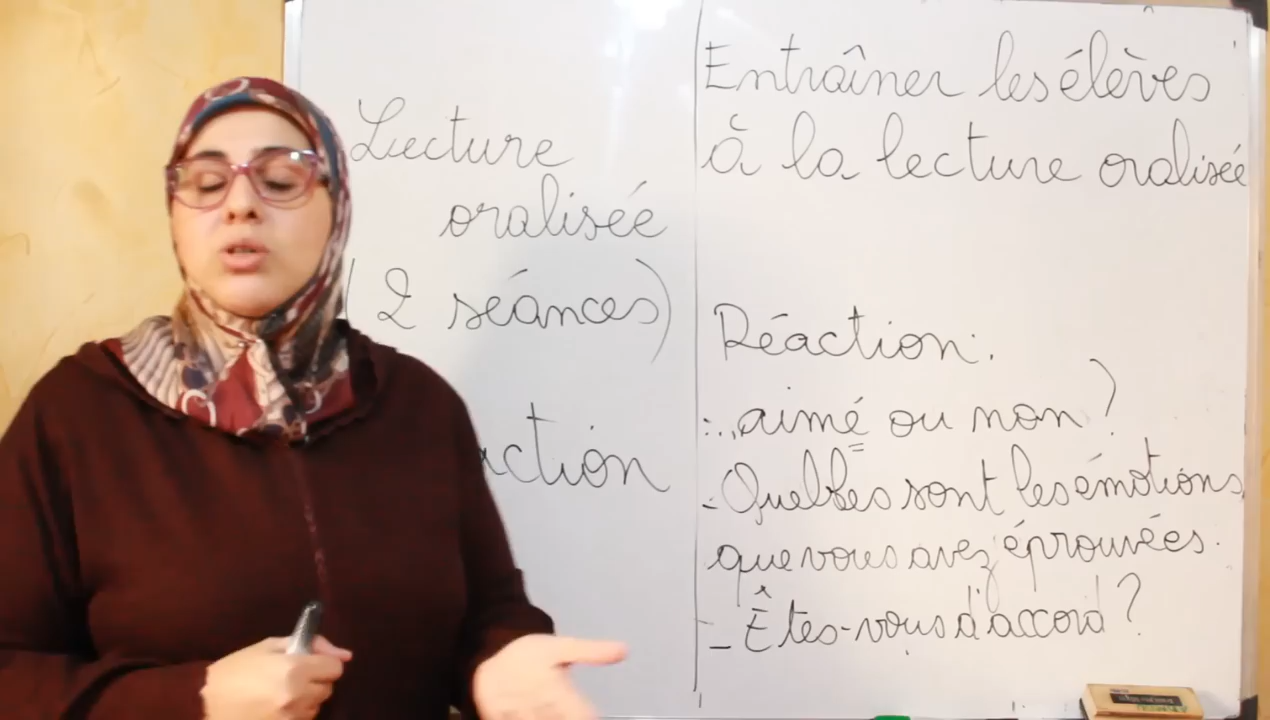 Lecture
oralisée
(2 séances)
action
Entraîner les élèves
à la lecture oralisée
Réaction:
:..aimé ou non?
-Quelles sont les émotions
que vous avez éprouvées.
- Êtes-vous d'accord?